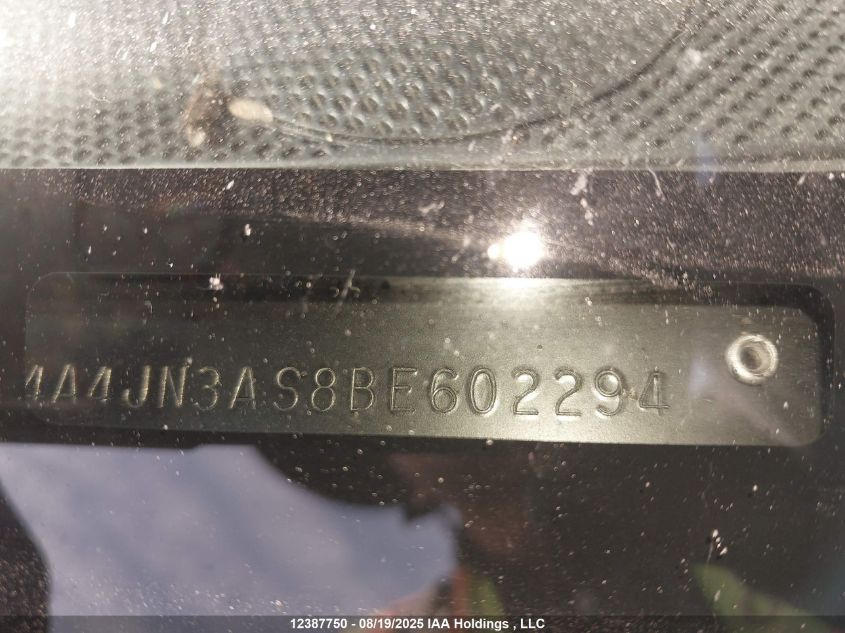 4A4JN3AS8BE602294
12387750 - 08/19/2025 IAA Holdings , LLC